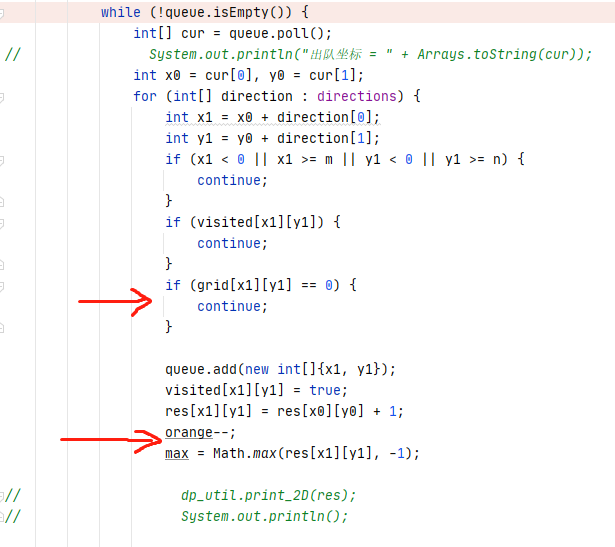 while (!queue.isEmpty()) {
int[] cur = queue.poll();
// System.out.println("出队坐标 = " + Arrays.toString(cur));
int x0 = cur[0], y0 = cur[1];
for (int[] direction : directions) {
int x1 = x0 + direction[0];
int y1 = y0 + direction[1];
if (x1 < 0 || x1 >= m || y1 < 0 || y1 >= n) {
continue;
}
if (visited[x1][y1]) {
continue;
}
if (grid[x1][y1] == 0) {
continue;
}
queue.add(new int[]{x1, y1});
visited[x1][y1] = true;
res[x1][y1] = res[x0][y0] + 1;
orange--;
max = Math.max(res[x1][y1], -1);
// dp_util.print_2D(res);
// System.out.println();